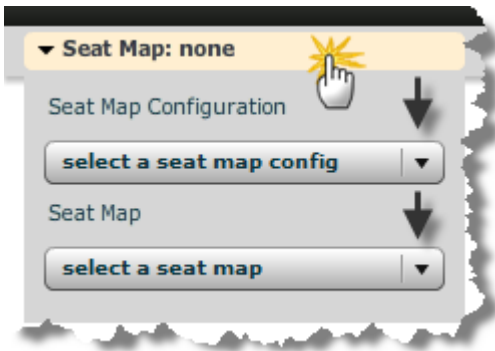 Seat Map: none
Seat Map Configuration
select a seat map config
Seat Map
select a seat map